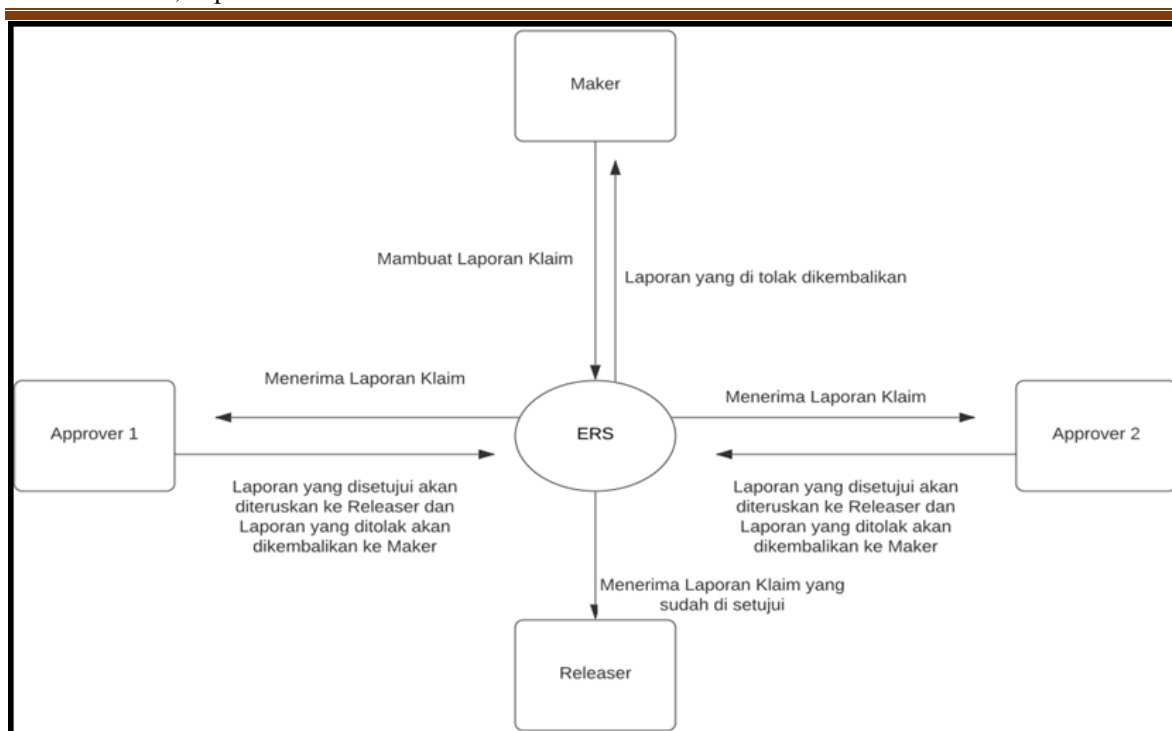 Maker
Mambuat Laporan Klaim
Laporan yang di tolak dikembalikan
Menerima Laporan Klaim
Menerima Laporan Klaim
Approver 1
ERS
Approver 2
Laporan yang disetujui akan
diteruskan ke Releaser dan
Laporan yang ditolak akan
dikembalikan ke Maker
Laporan yang disetujui akan
diteruskan ke Releaser dan
Laporan yang ditolak akan
dikembalikan ke Maker
Menerima Laporan Klaim yang
sudah di setujui
Releaser